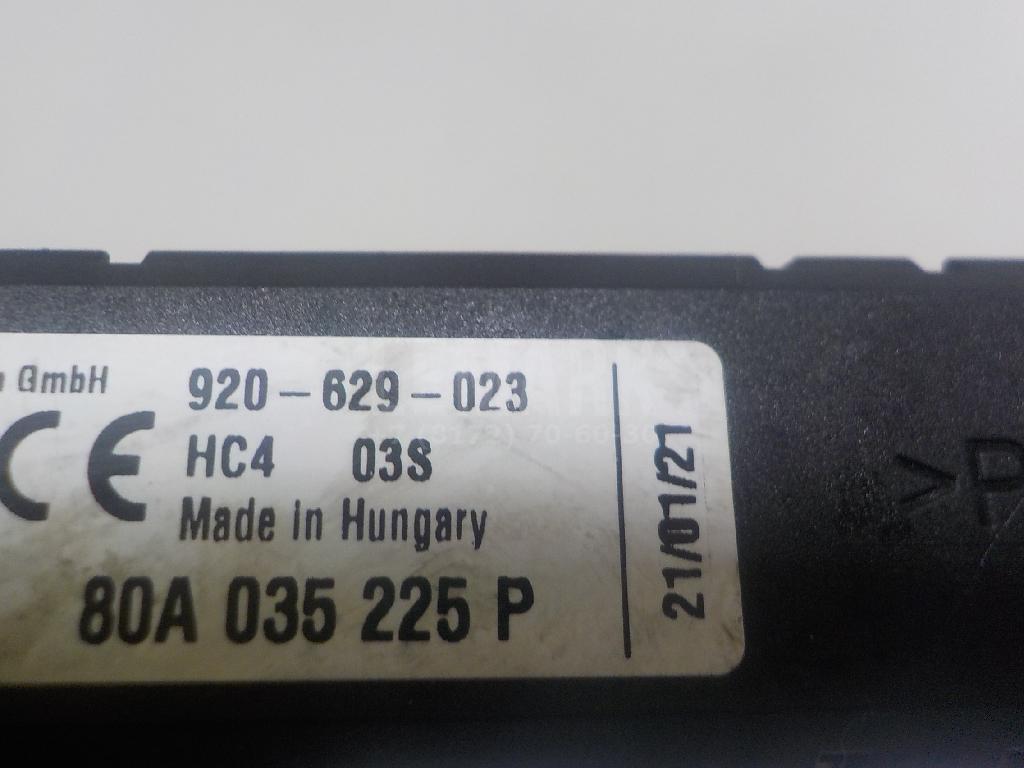 GmbH 920-629-023
CE HC4 03S
Made in Hungary
80A 035 225 P
21/01/21
>P